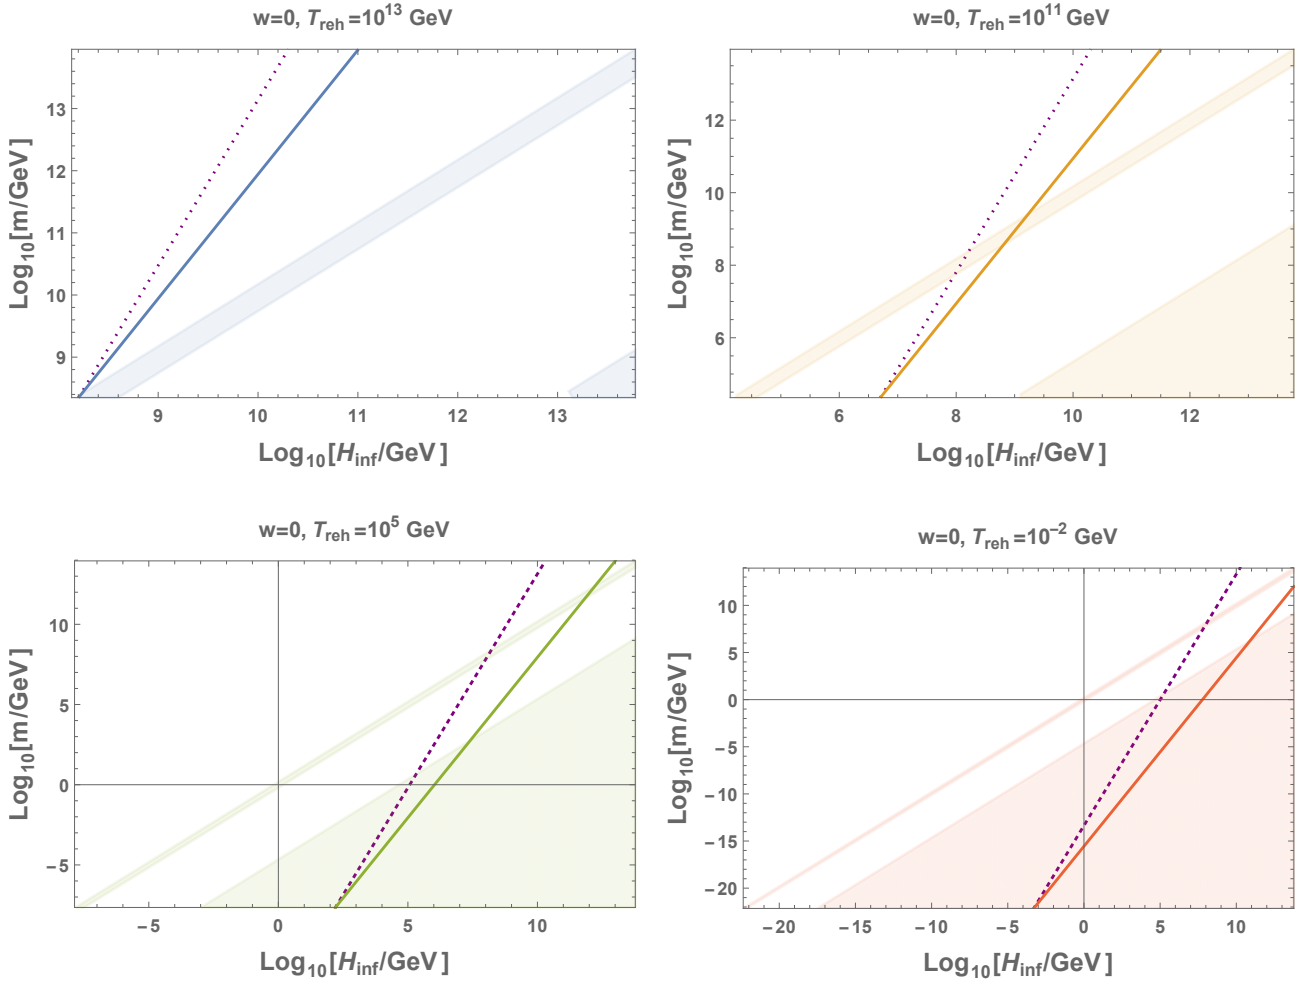 w=0, T_reh=10^13 GeV
Log10[m/GeV]
13
12
11
10
9
9 10 11 12 13
Log10[H_inf/GeV]
w=0, T_reh=10^11 GeV
Log10[m/GeV]
12
10
8
6
6 8 10 12
Log10[H_inf/GeV]
w=0, T_reh=10^5 GeV
Log10[m/GeV]
10
5
0
−5
−5 0 5 10
Log10[H_inf/GeV]
w=0, T_reh=10^−2 GeV
Log10[m/GeV]
10
5
0
−5
−10
−15
−20
−20 −15 −10 −5 0 5 10
Log10[H_inf/GeV]